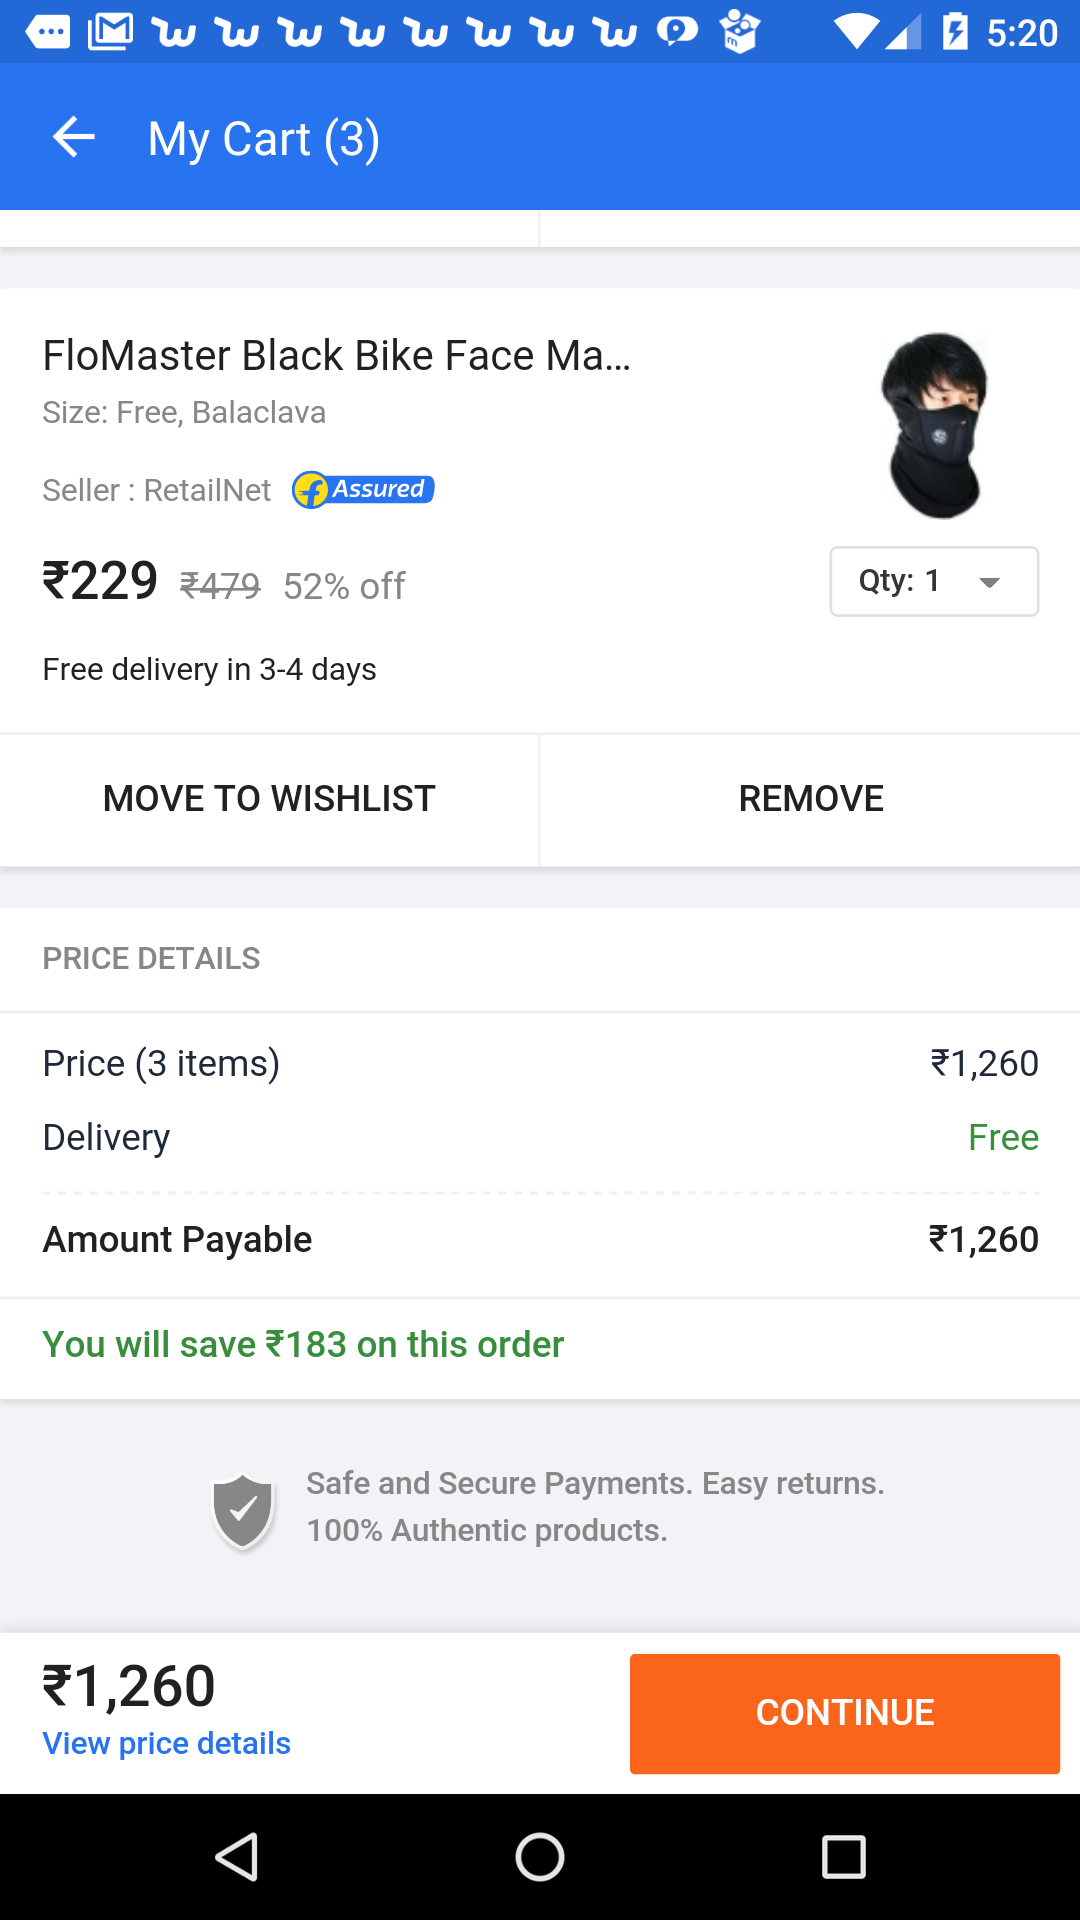 5:20
My Cart (3)
FloMaster Black Bike Face Ma...
Size: Free, Balaclava
Seller : RetailNet Assured
₹229 ₹479 52% off
Qty: 1
Free delivery in 3-4 days
MOVE TO WISHLIST REMOVE
PRICE DETAILS
Price (3 items) ₹1,260
Delivery Free
Amount Payable ₹1,260
You will save ₹183 on this order
Safe and Secure Payments. Easy returns.
100% Authentic products.
₹1,260
View price details
CONTINUE